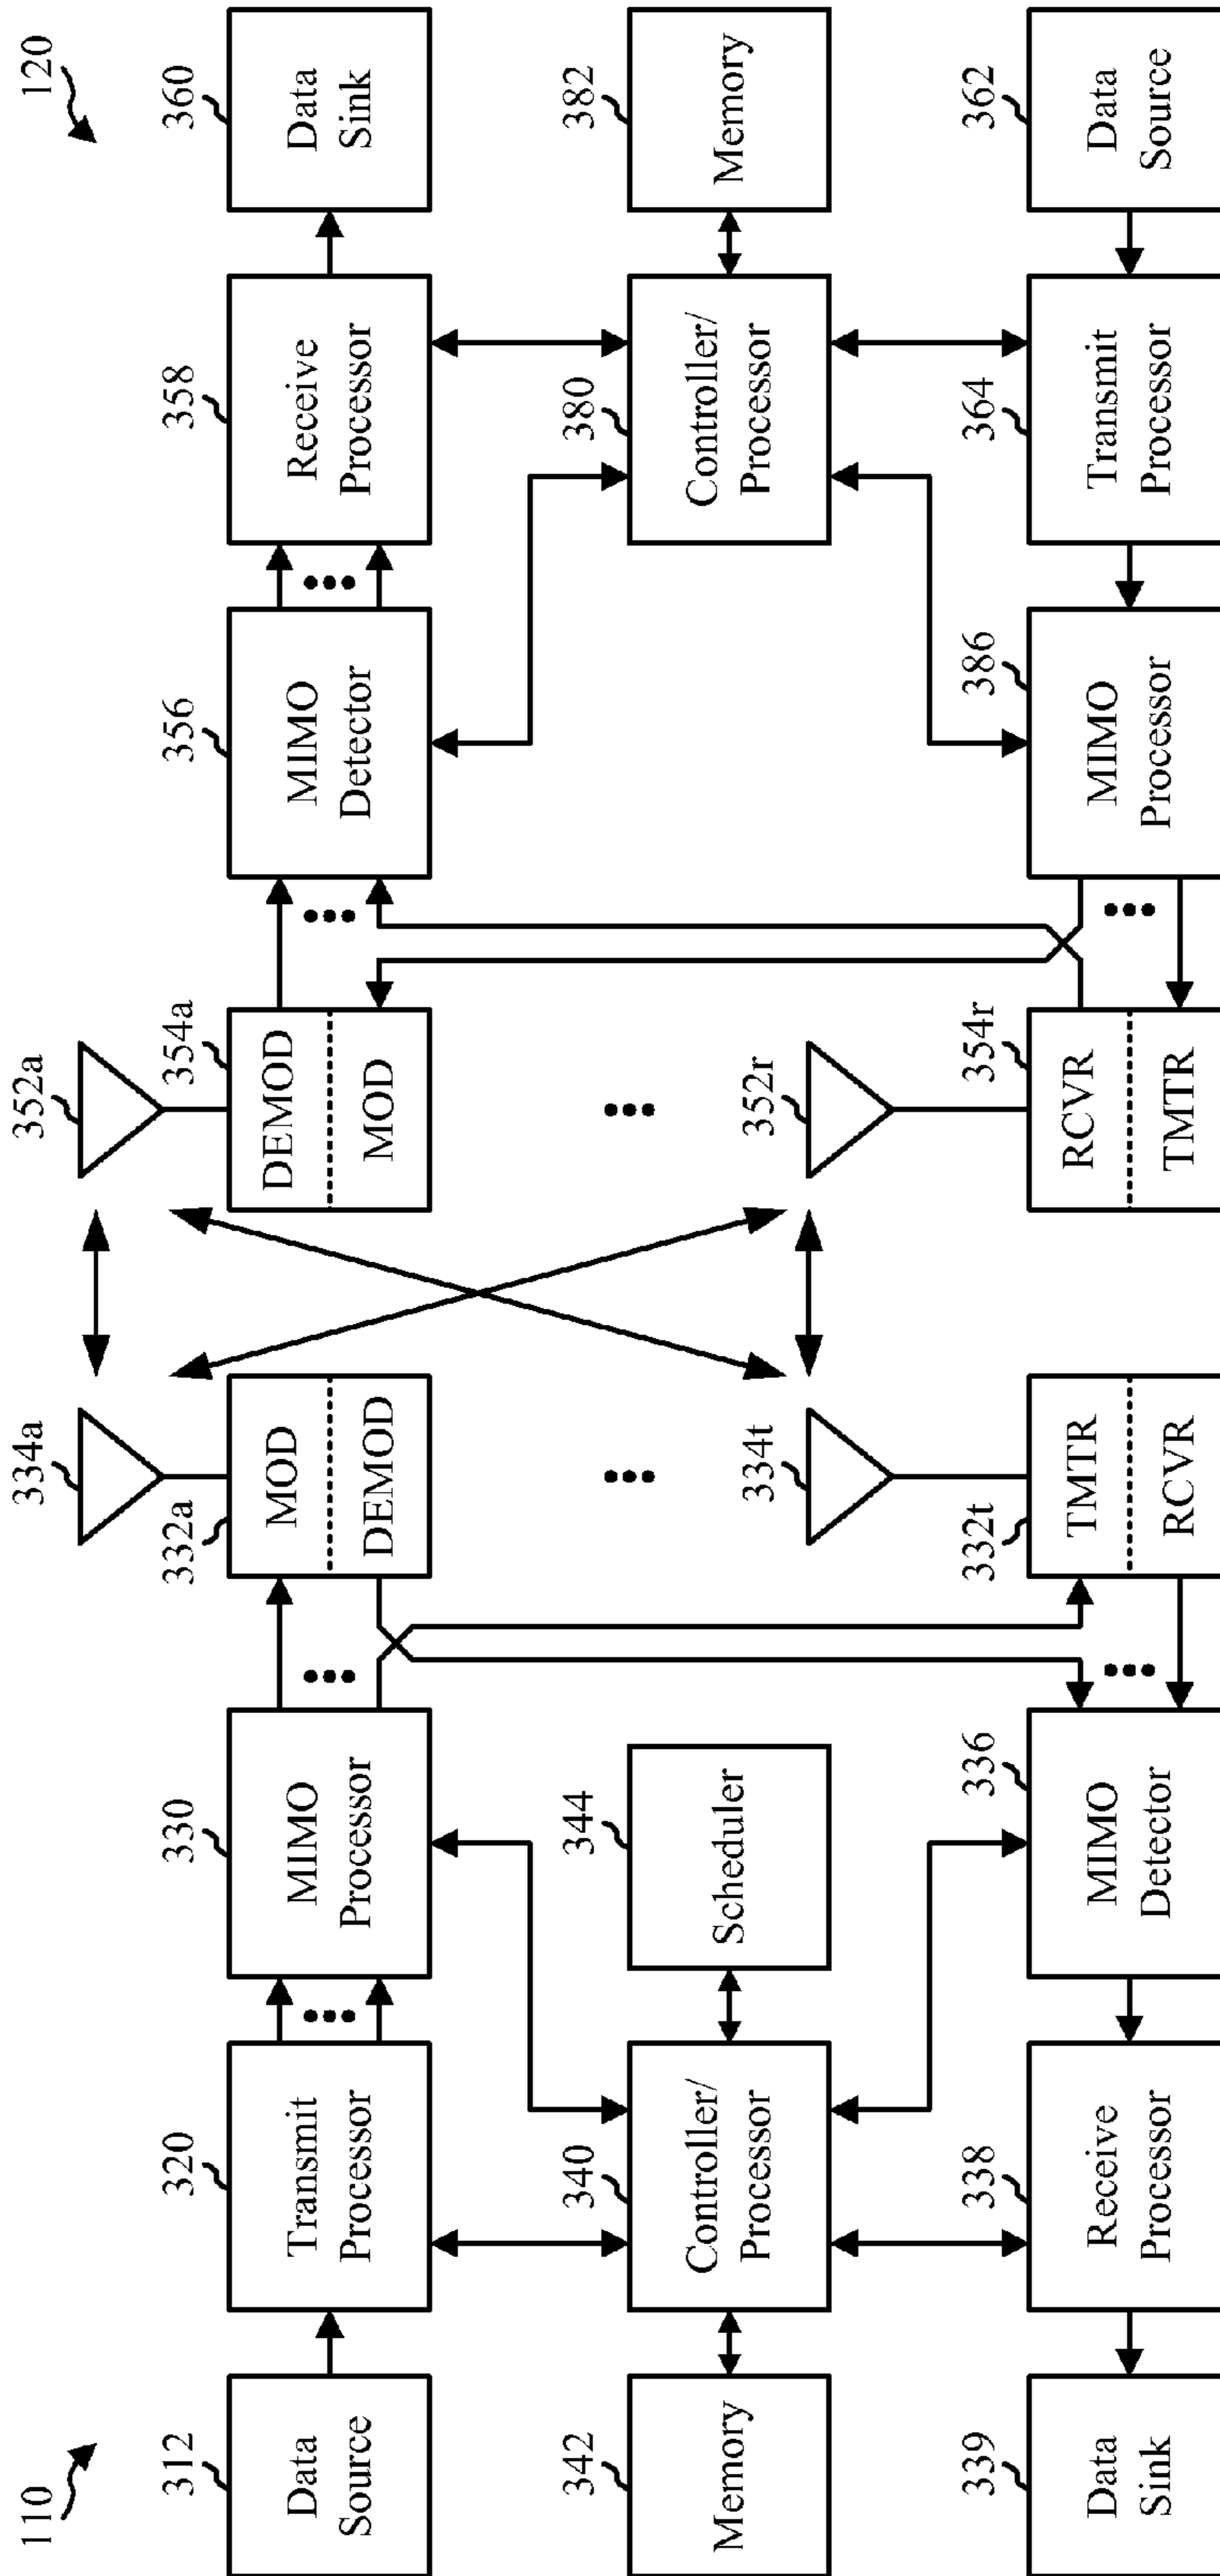 110
120
312
Data
Source
320
Transmit
Processor
330
MIMO
Processor
332a
MOD
DEMOD
334a
352a
354a
DEMOD
MOD
356
MIMO
Detector
358
Receive
Processor
360
Data
Sink
342
Memory
340
Controller/
Processor
344
Scheduler
380
Controller/
Processor
382
Memory
339
Data
Sink
338
Receive
Processor
336
MIMO
Detector
332t
TMTR
RCVR
334t
352r
354r
RCVR
TMTR
386
MIMO
Processor
364
Transmit
Processor
362
Data
Source